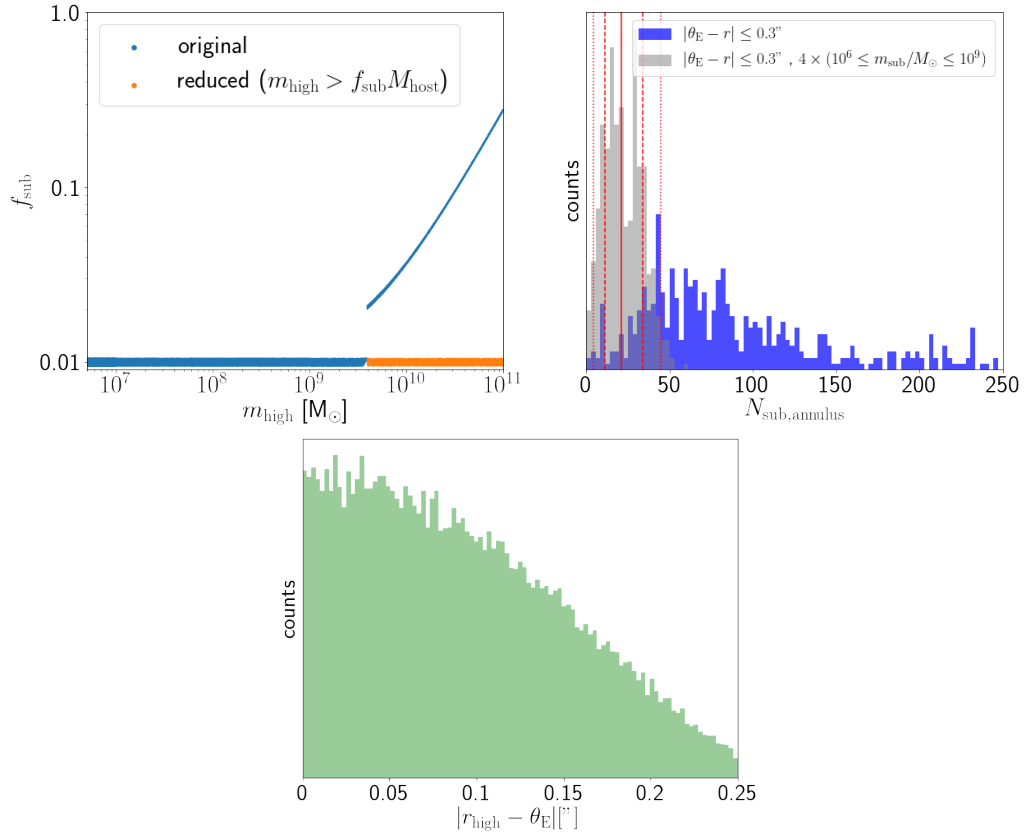 1.0
original
reduced (m_high > f_sub M_host)
f_sub
0.1
0.01
10^7 10^8 10^9 10^10 10^11
m_high [M_⊙]
|θ_E − r| ≤ 0.3"
|θ_E − r| ≤ 0.3" , 4 × (10^6 ≤ m_sub/M_⊙ ≤ 10^9)
counts
0 50 100 150 200 250
N_sub,annulus
counts
0 0.05 0.1 0.15 0.2 0.25
|r_high − θ_E|["]